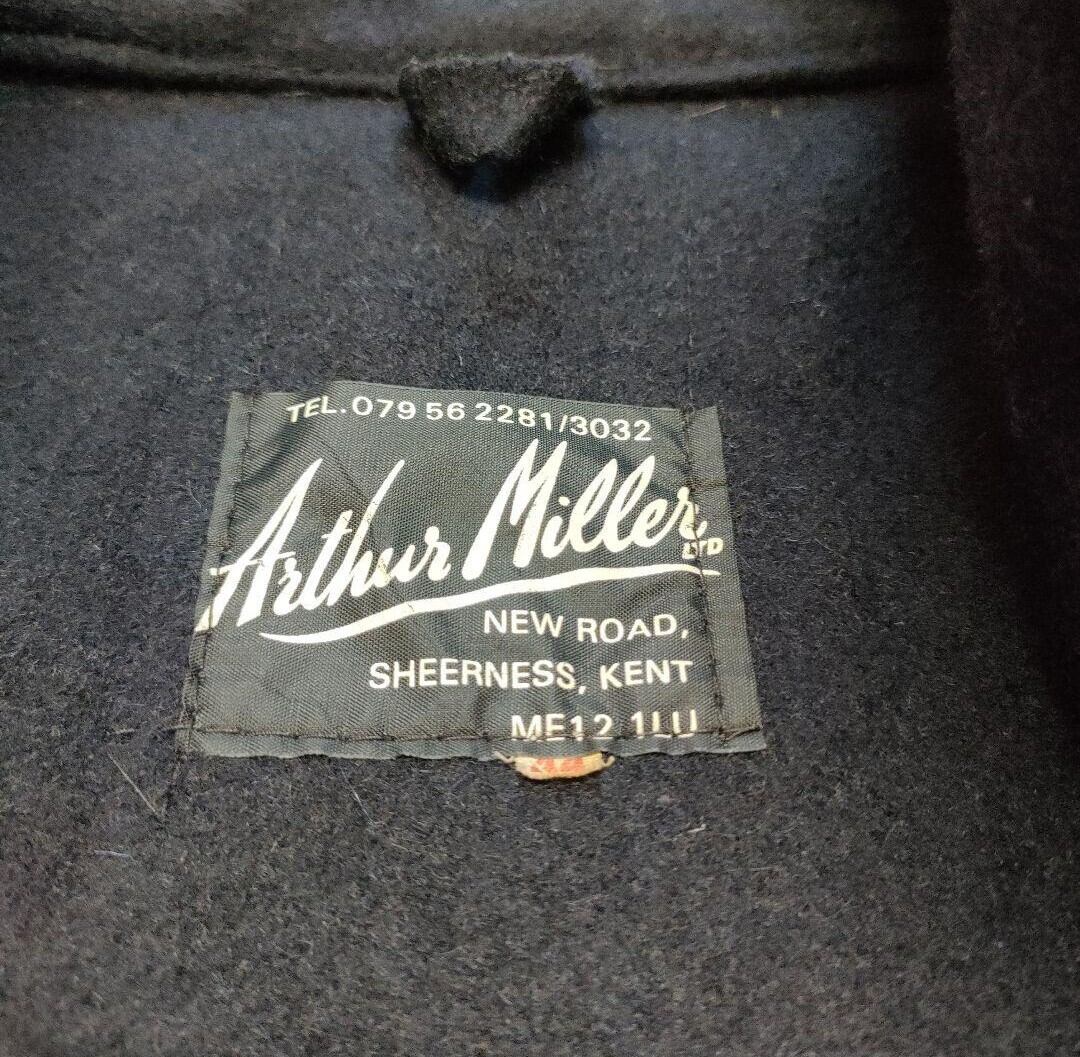 TEL. 079 56 2281/3032
Arthur Miller LTD
NEW ROAD,
SHEERNESS, KENT
ME12 1LU